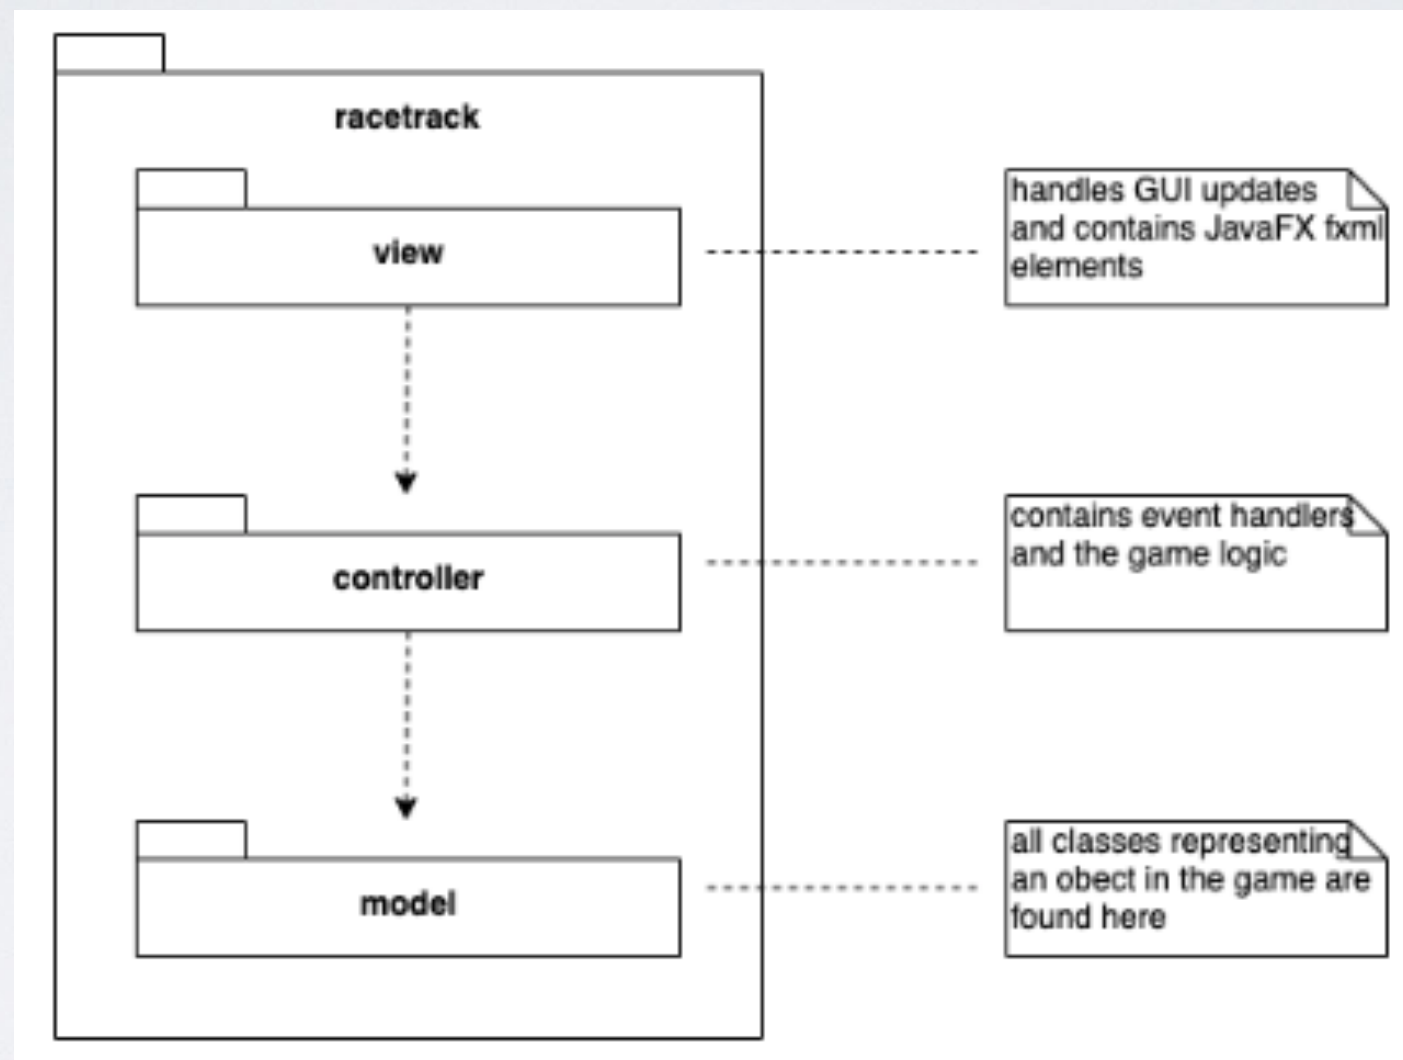 racetrack
view
handles GUI updates
and contains JavaFX fxml
elements
controller
contains event handlers
and the game logic
model
all classes representing
an obect in the game are
found here